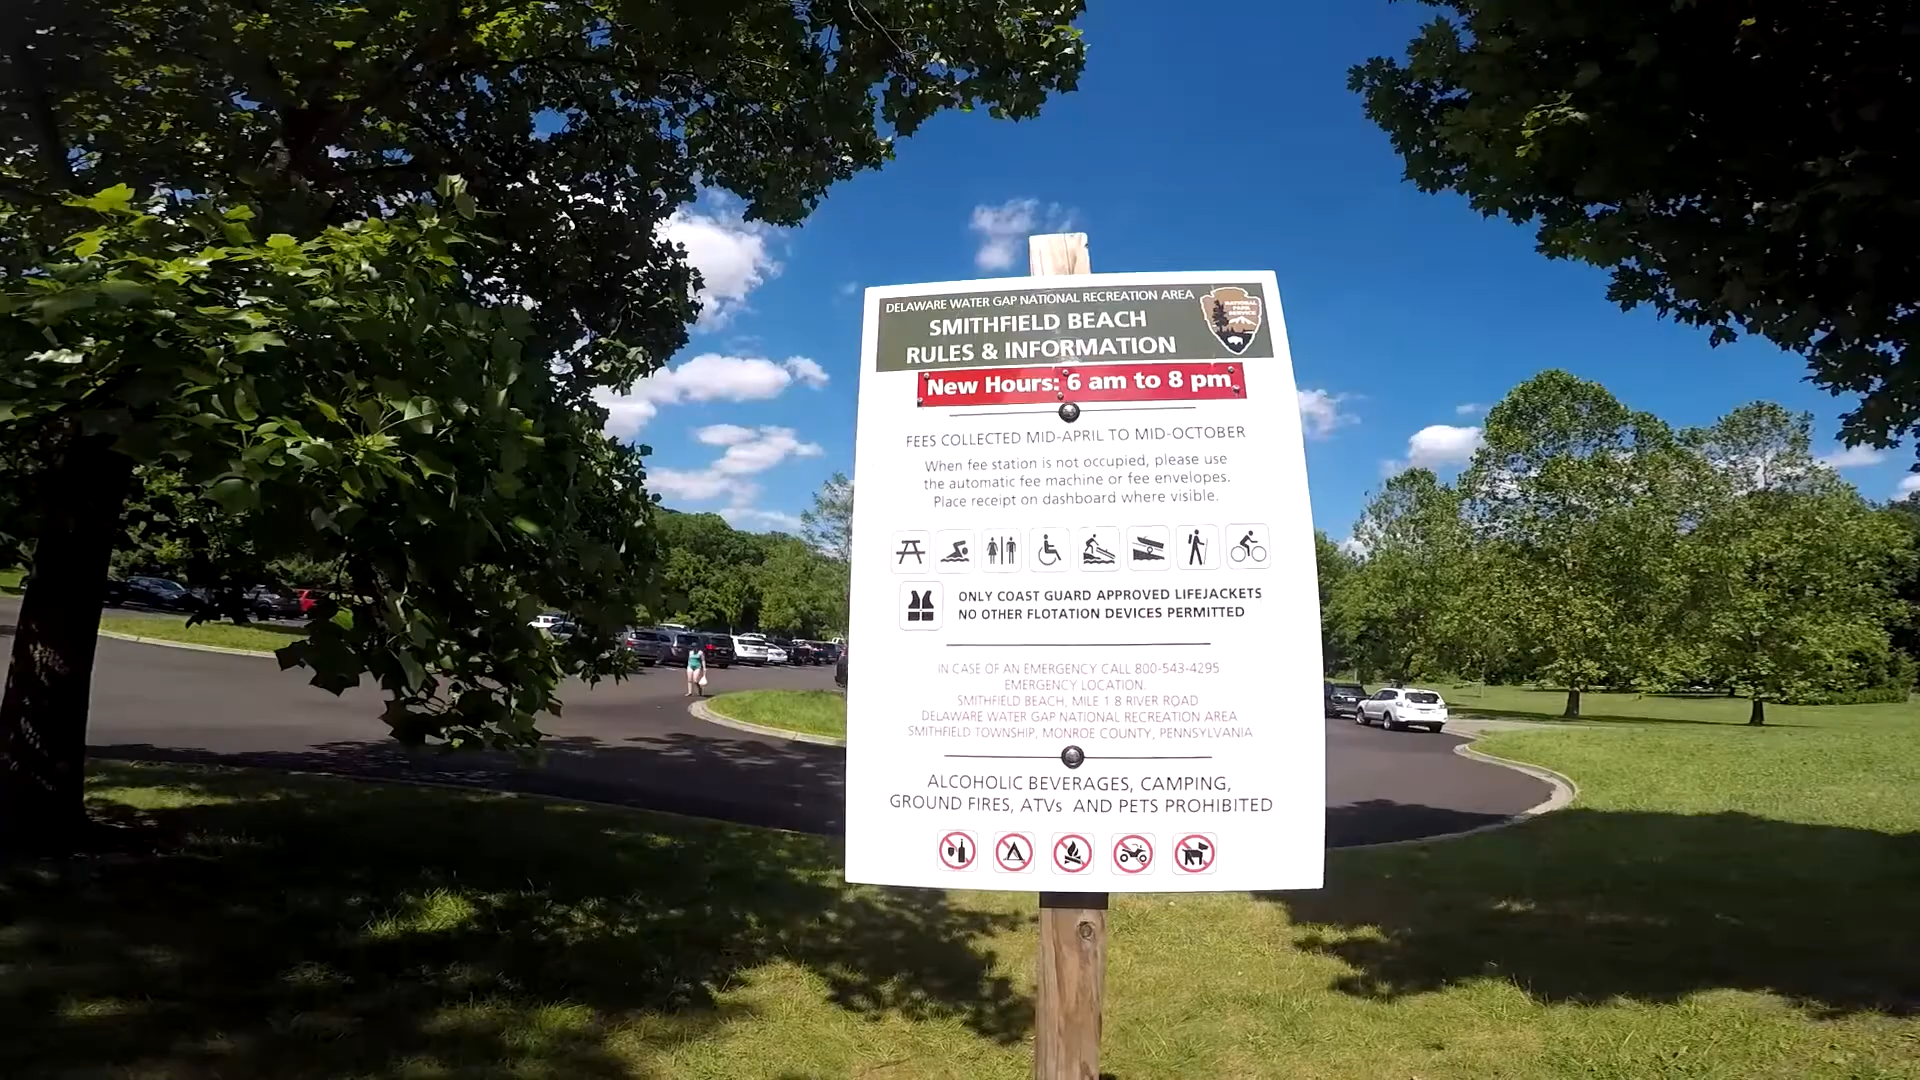 DELAWARE WATER GAP NATIONAL RECREATION AREA
SMITHFIELD BEACH
RULES & INFORMATION
NATIONAL
PARK
SERVICE
New Hours: 6 am to 8 pm
FEES COLLECTED MID-APRIL TO MID-OCTOBER
When fee station is not occupied, please use
the automatic fee machine or fee envelopes.
Place receipt on dashboard where visible.
ONLY COAST GUARD APPROVED LIFEJACKETS
NO OTHER FLOTATION DEVICES PERMITTED
IN CASE OF AN EMERGENCY CALL 800-543-4295
EMERGENCY LOCATION.
SMITHFIELD BEACH, MILE 1 8 RIVER ROAD
DELAWARE WATER GAP NATIONAL RECREATION AREA
SMITHFIELD TOWNSHIP, MONROE COUNTY, PENNSYLVANIA
ALCOHOLIC BEVERAGES, CAMPING,
GROUND FIRES, ATVs AND PETS PROHIBITED